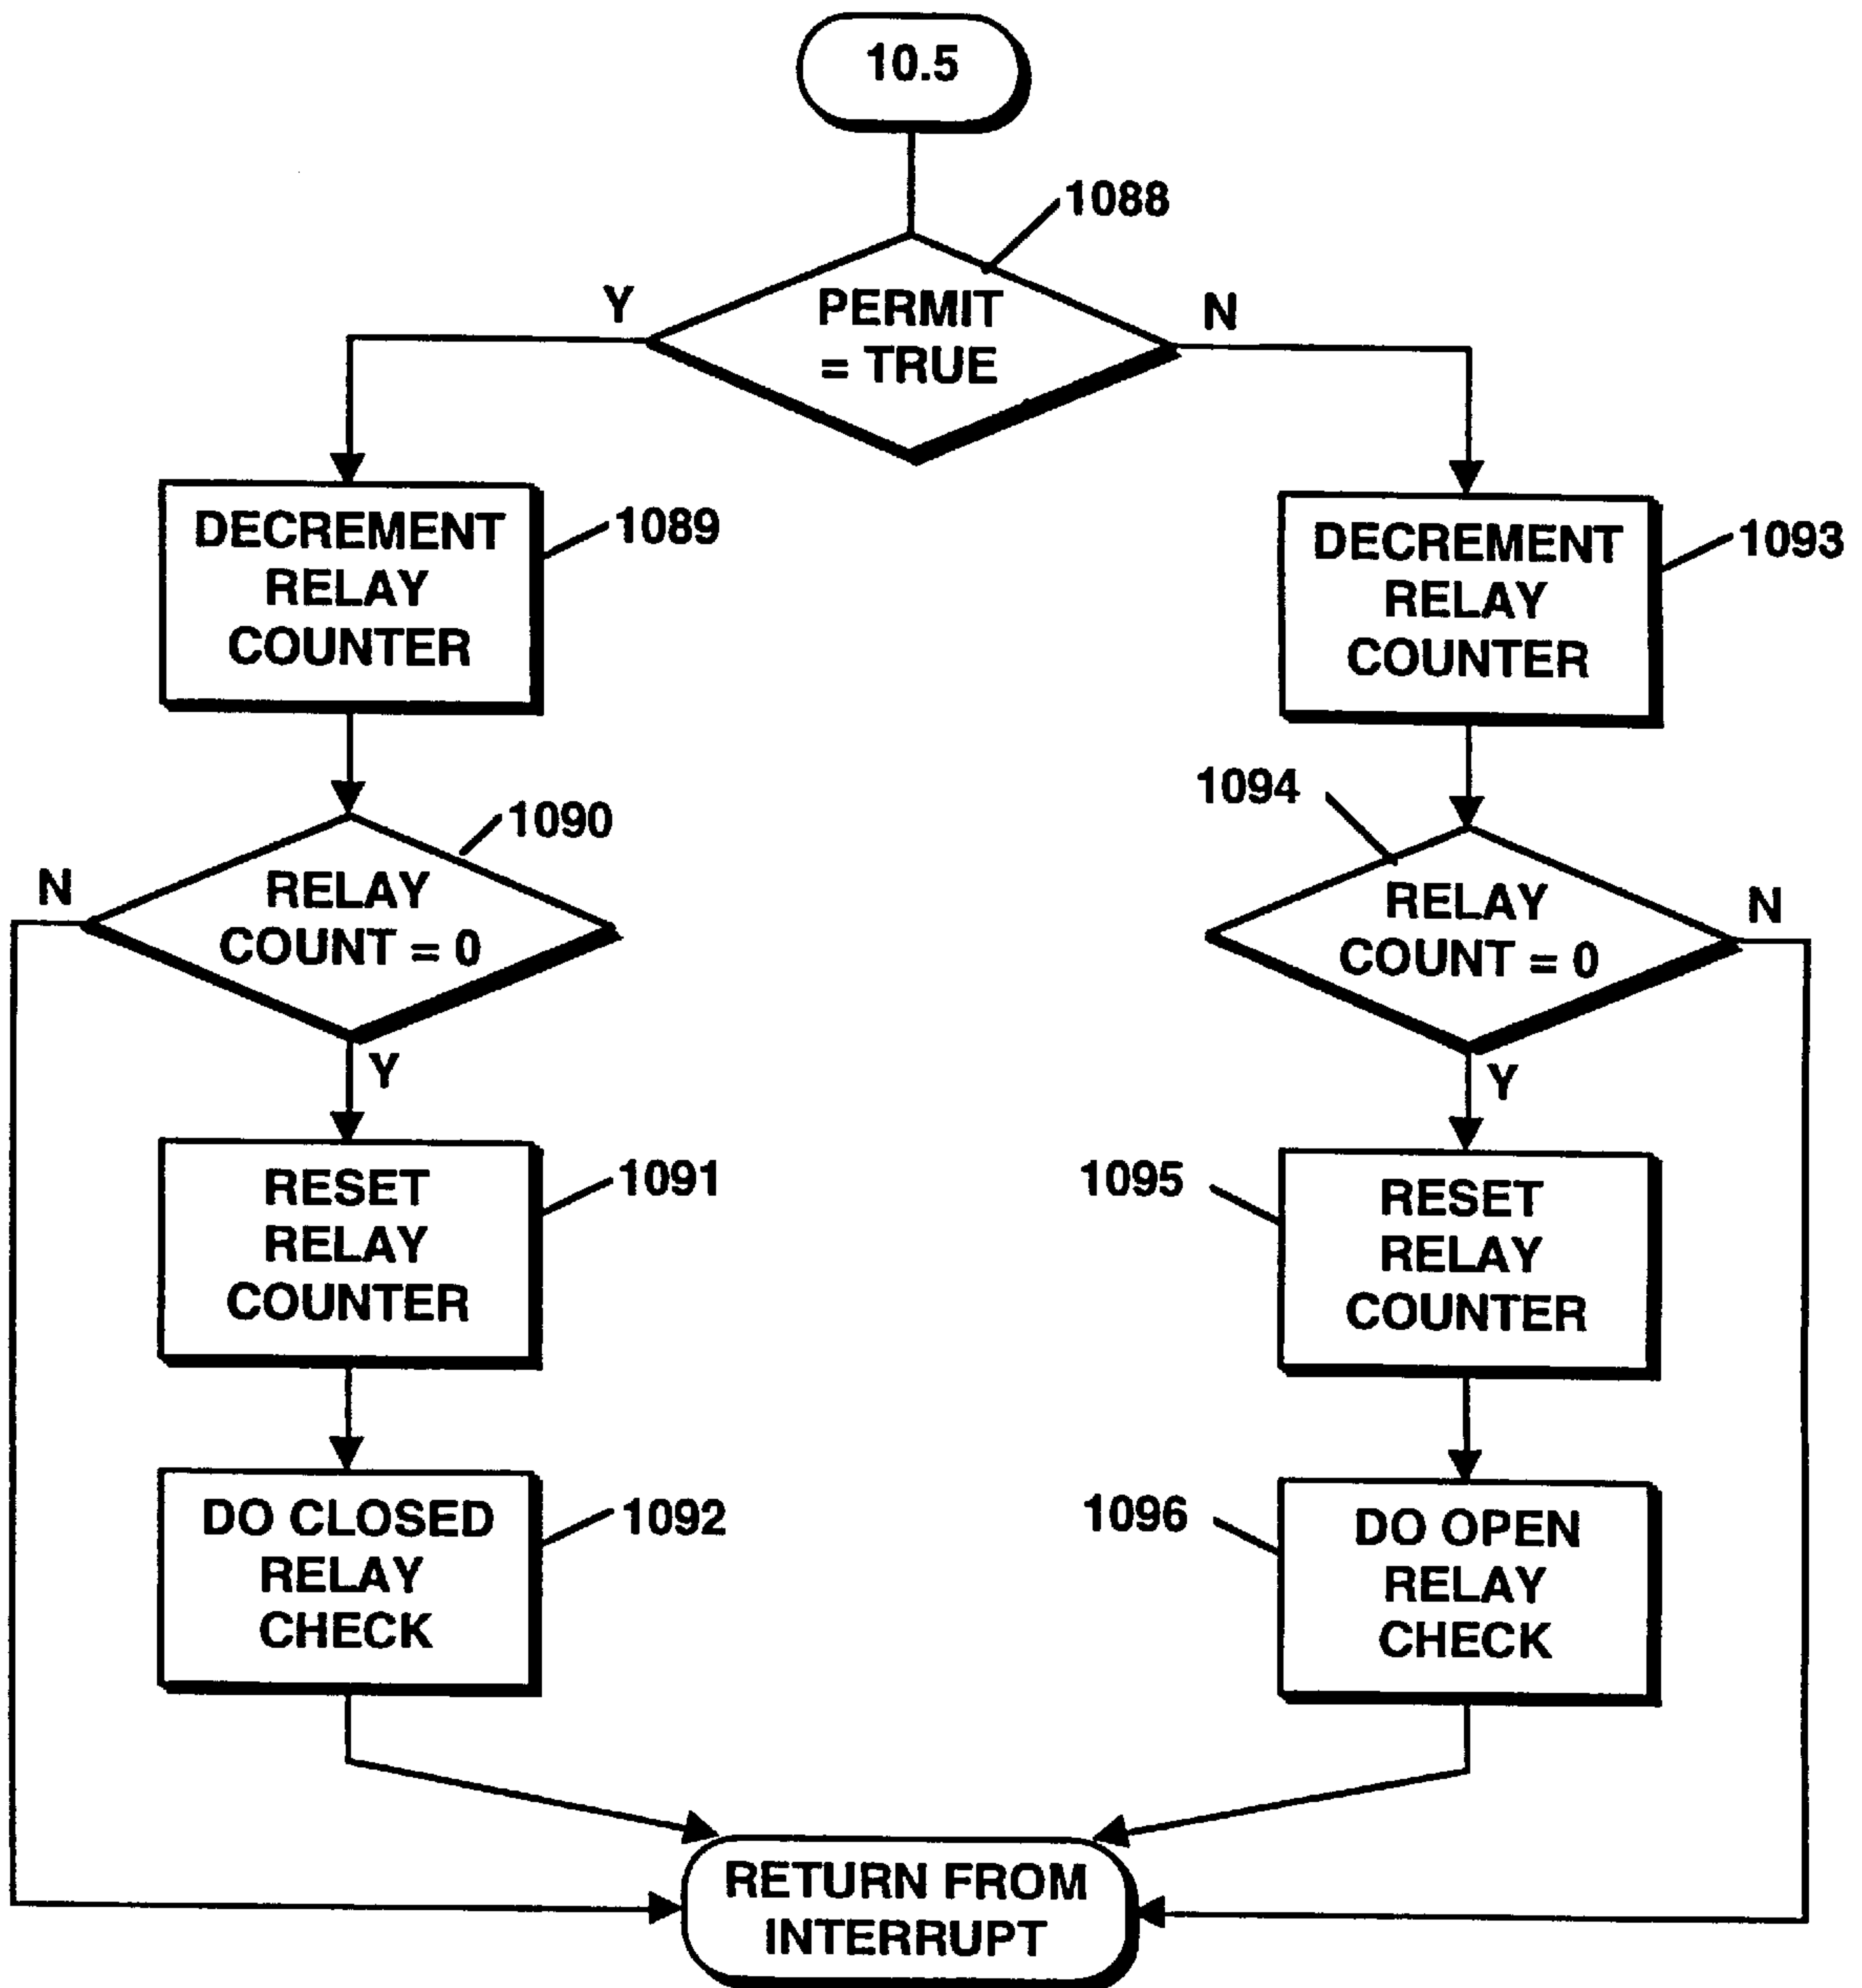 10.5
1088
Y
PERMIT
= TRUE
N
DECREMENT
RELAY
COUNTER
1089
DECREMENT
RELAY
COUNTER
1093
1090
N
RELAY
COUNT = 0
Y
1094
RELAY
COUNT = 0
N
Y
RESET
RELAY
COUNTER
1091
1095
RESET
RELAY
COUNTER
DO CLOSED
RELAY
CHECK
1092
1096
DO OPEN
RELAY
CHECK
RETURN FROM
INTERRUPT